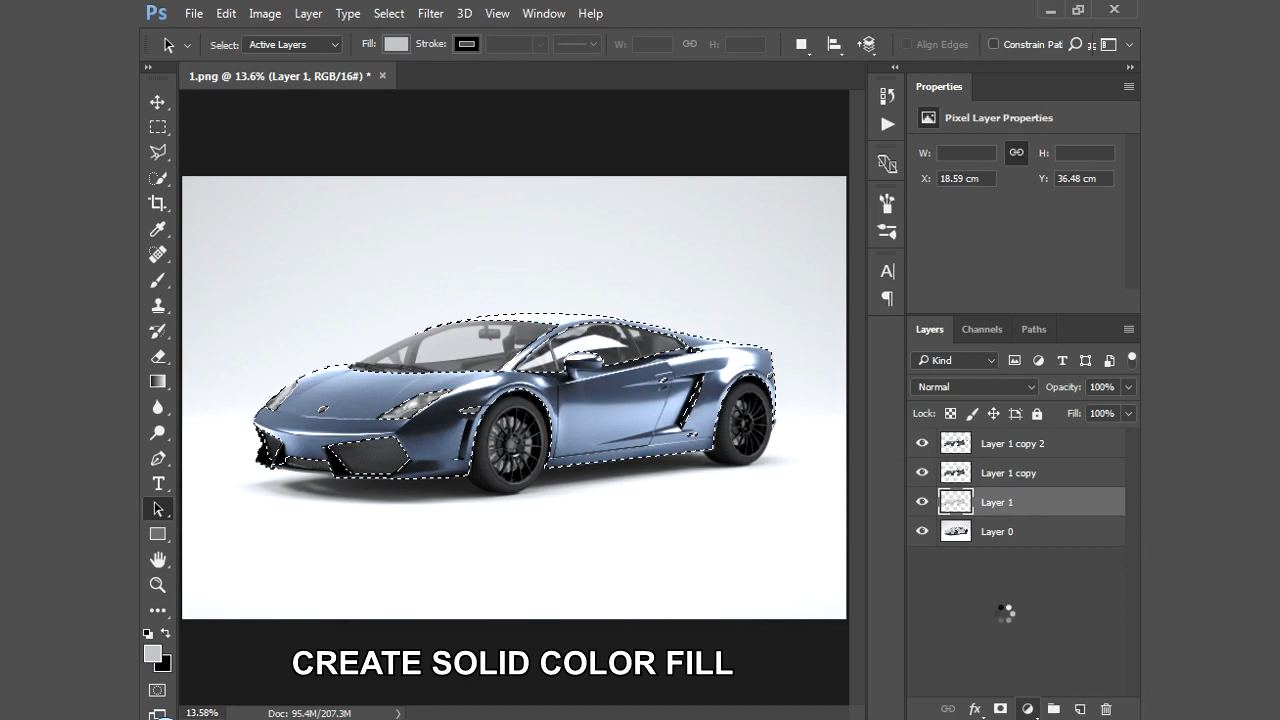 Ps File Edit Image Layer Type Select Filter 3D View Window Help
Select: Active Layers Fill: Stroke: W: H: Align Edges Constrain Pat
1.png @ 13.6% (Layer 1, RGB/16#) * ×
Properties
Pixel Layer Properties
W: H:
X: 18.59 cm Y: 36.48 cm
Layers Channels Paths
Kind
Normal Opacity: 100%
Lock: Fill: 100%
Layer 1 copy 2
Layer 1 copy
Layer 1
Layer 0
CREATE SOLID COLOR FILL
13.58% Doc: 95.4M/207.3M